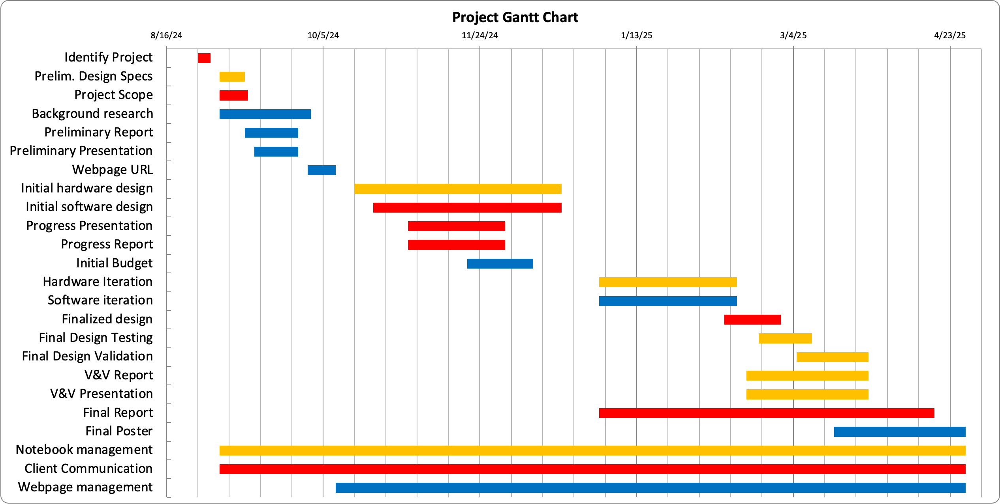 Project Gantt Chart
8/16/24 10/5/24 11/24/24 1/13/25 3/4/25 4/23/25
Identify Project
Prelim. Design Specs
Project Scope
Background research
Preliminary Report
Preliminary Presentation
Webpage URL
Initial hardware design
Initial software design
Progress Presentation
Progress Report
Initial Budget
Hardware Iteration
Software iteration
Finalized design
Final Design Testing
Final Design Validation
V&V Report
V&V Presentation
Final Report
Final Poster
Notebook management
Client Communication
Webpage management